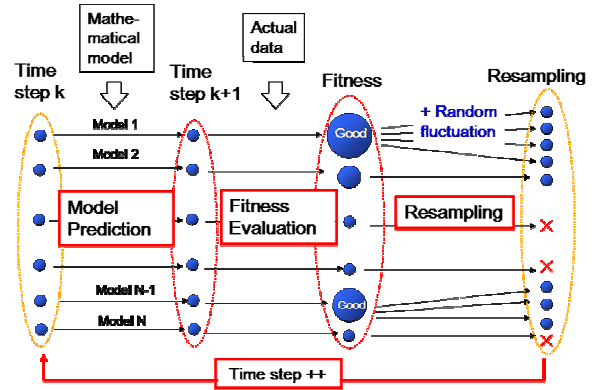 Mathe-
matical
model
Actual
data
Time
step k
Time
step k+1
Fitness
Resampling
Model 1
Good
+ Random
fluctuation
Model 2
Model
Prediction
Fitness
Evaluation
Resampling
Model N-1
Good
Model N
Time step ++